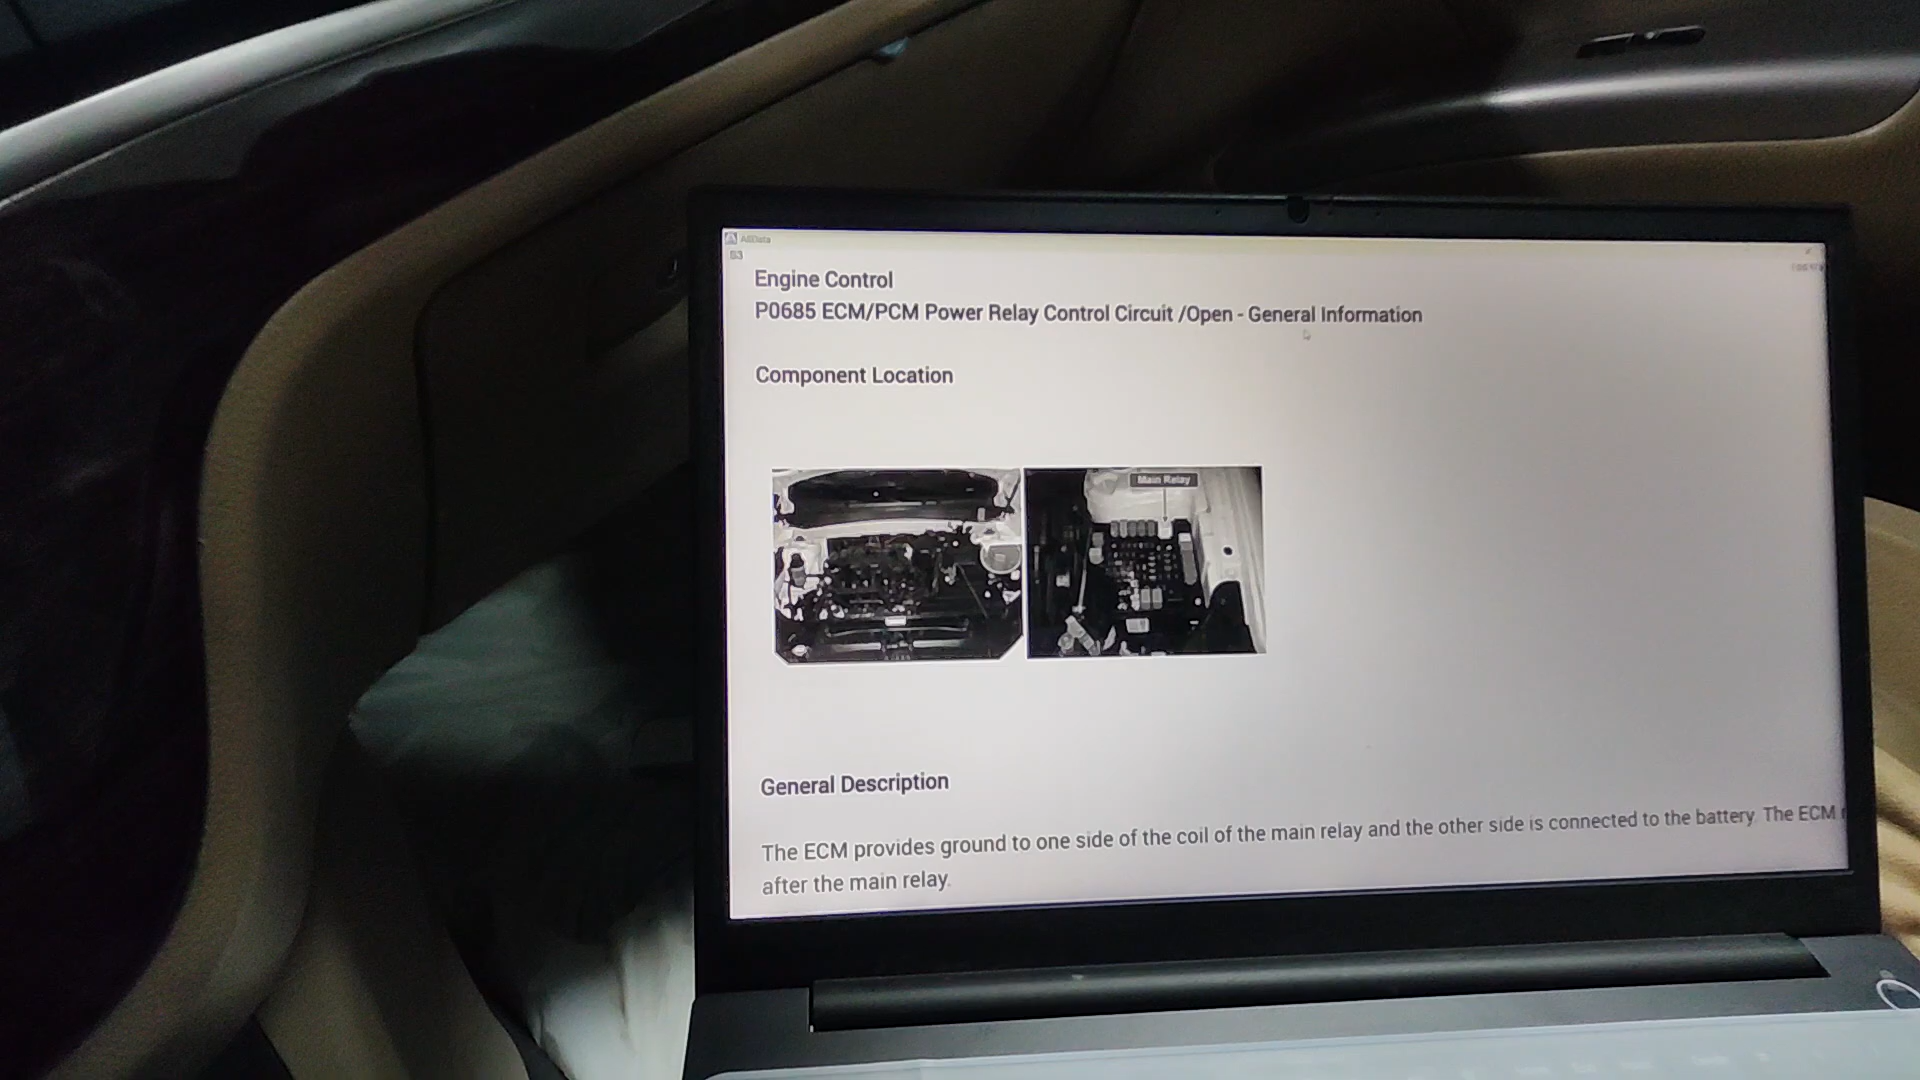 AllData
Engine Control
P0685 ECM/PCM Power Relay Control Circuit /Open - General Information
Component Location
Main Relay
General Description
The ECM provides ground to one side of the coil of the main relay and the other side is connected to the battery. The ECM
after the main relay.